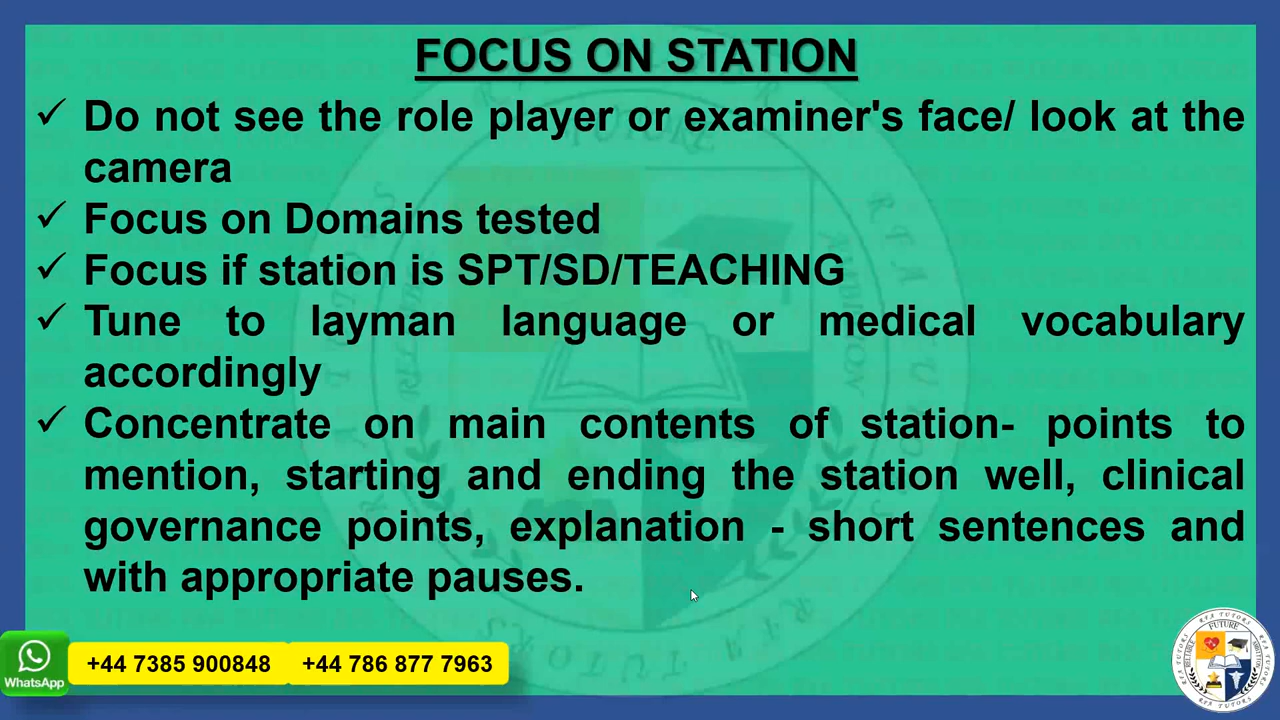 FOCUS ON STATION
✓ Do not see the role player or examiner's face/ look at the
camera
✓ Focus on Domains tested
✓ Focus if station is SPT/SD/TEACHING
✓ Tune to layman language or medical vocabulary
accordingly
✓ Concentrate on main contents of station- points to
mention, starting and ending the station well, clinical
governance points, explanation - short sentences and
with appropriate pauses.
WhatsApp
+44 7385 900848 +44 786 877 7963
FUTURE